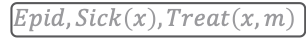 Epid, Sick(x), Treat(x, m)